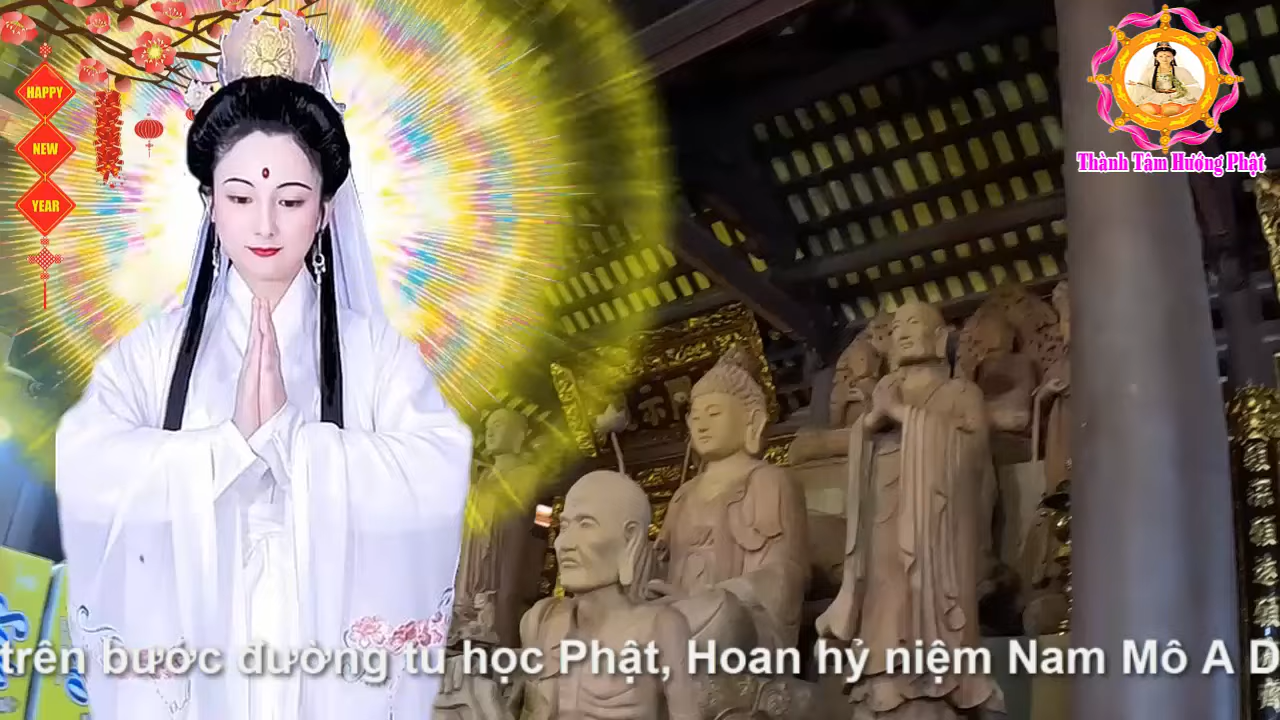 HAPPY
NEW
YEAR
Thành Tâm Hướng Phật
trên bước đường tu học Phật, Hoan hỷ niệm Nam Mô A D